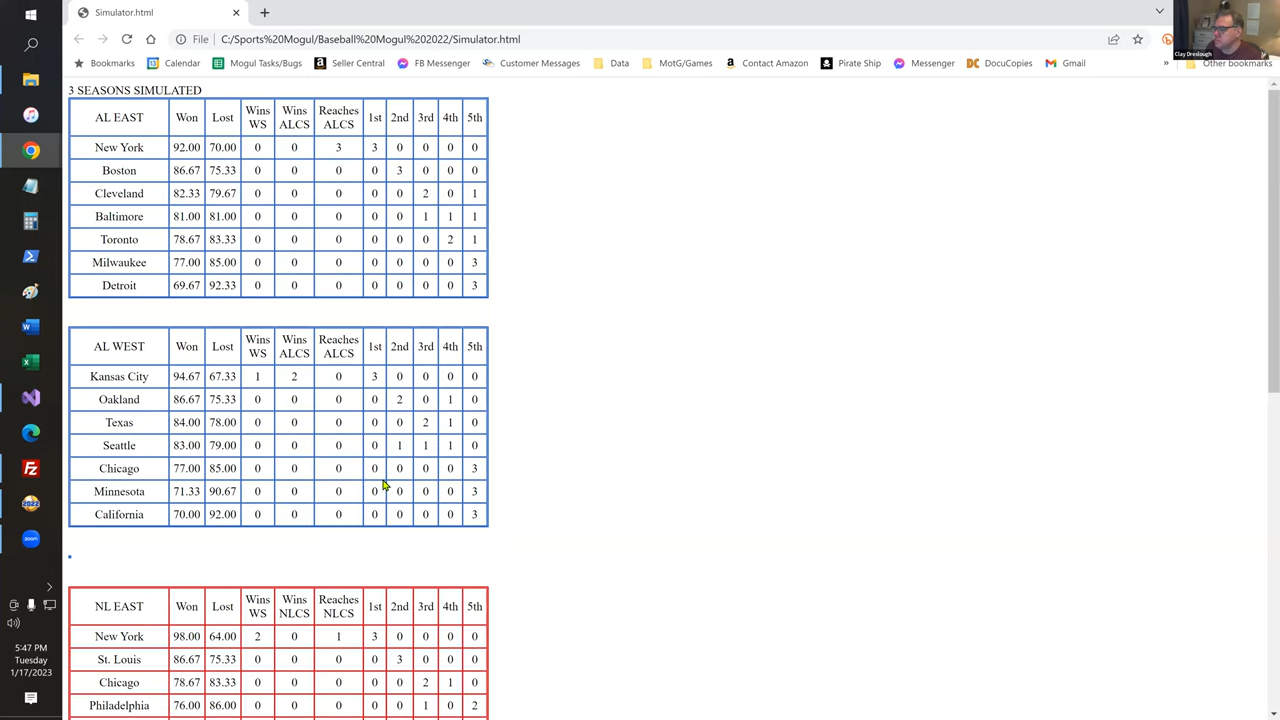 Simulator.html
File C:/Sports%20Mogul/Baseball%20Mogul%202022/Simulator.html
Clay Dreslough
Bookmarks Calendar Mogul Tasks/Bugs Seller Central FB Messenger Customer Messages Data MotG/Games Contact Amazon Pirate Ship Messenger DocuCopies Gmail » Other bookmarks
3 SEASONS SIMULATED
AL EAST Won Lost Wins WS Wins ALCS Reaches ALCS 1st 2nd 3rd 4th 5th
New York 92.00 70.00 0 0 3 3 0 0 0 0
Boston 86.67 75.33 0 0 0 0 3 0 0 0
Cleveland 82.33 79.67 0 0 0 0 0 2 0 1
Baltimore 81.00 81.00 0 0 0 0 0 1 1 1
Toronto 78.67 83.33 0 0 0 0 0 0 2 1
Milwaukee 77.00 85.00 0 0 0 0 0 0 0 3
Detroit 69.67 92.33 0 0 0 0 0 0 0 3
AL WEST Won Lost Wins WS Wins ALCS Reaches ALCS 1st 2nd 3rd 4th 5th
Kansas City 94.67 67.33 1 2 0 3 0 0 0 0
Oakland 86.67 75.33 0 0 0 0 2 0 1 0
Texas 84.00 78.00 0 0 0 0 0 2 1 0
Seattle 83.00 79.00 0 0 0 0 1 1 1 0
Chicago 77.00 85.00 0 0 0 0 0 0 0 3
Minnesota 71.33 90.67 0 0 0 0 0 0 0 3
California 70.00 92.00 0 0 0 0 0 0 0 3
NL EAST Won Lost Wins WS Wins NLCS Reaches NLCS 1st 2nd 3rd 4th 5th
New York 98.00 64.00 2 0 1 3 0 0 0 0
St. Louis 86.67 75.33 0 0 0 0 3 0 0 0
Chicago 78.67 83.33 0 0 0 0 0 2 1 0
Philadelphia 76.00 86.00 0 0 0 0 0 1 0 2
2022
zoom
5:47 PM
Tuesday
1/17/2023